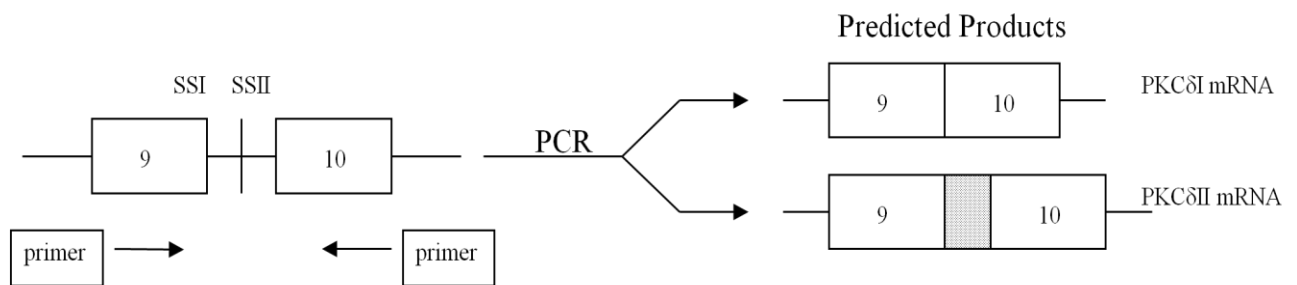 Predicted Products
SSI SSII
9 10
PCR
9 10
PKCδI mRNA
9 10
PKCδII mRNA
primer
primer